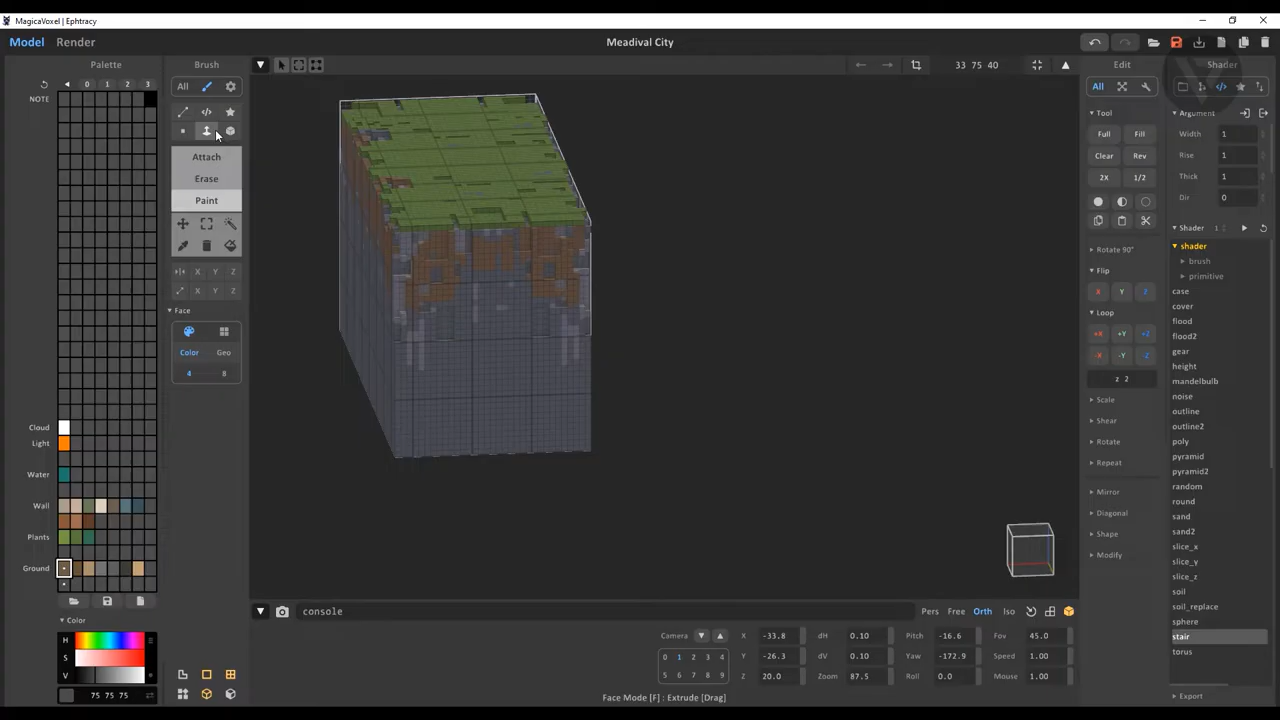 MagicaVoxel | Ephtracy
Model Render
Meadival City
Palette
0 1 2 3
NOTE
Cloud
Light
Water
Wall
Plants
Ground
Color
H
S
V
75 75 75
Brush
All
Attach
Erase
Paint
X Y Z
X Y Z
Face
Color Geo
4 8
33 75 40
console
Pers Free Orth Iso
Camera
0 1 2 3 4
5 6 7 8 9
X -33.8 dH 0.10 Pitch -16.6 Fov 45.0
Y -26.3 dV 0.10 Yaw -172.9 Speed 1.00
Z 20.0 Zoom 87.5 Roll 0.0 Mouse 1.00
Face Mode [F] : Extrude [Drag]
Edit
All
Tool
Full Fill
Clear Rev
2X 1/2
Rotate 90°
Flip
X Y Z
Loop
+X +Y +Z
-X -Y -Z
z 2
Scale
Shear
Rotate
Repeat
Mirror
Diagonal
Shape
Modify
Shader
Argument
Width 1
Rise 1
Thick 1
Dir 0
Shader 1
shader
brush
primitive
case
cover
flood
flood2
gear
height
mandelbulb
noise
outline
outline2
poly
pyramid
pyramid2
random
round
sand
sand2
slice_x
slice_y
slice_z
soil
soil_replace
sphere
stair
torus
Export